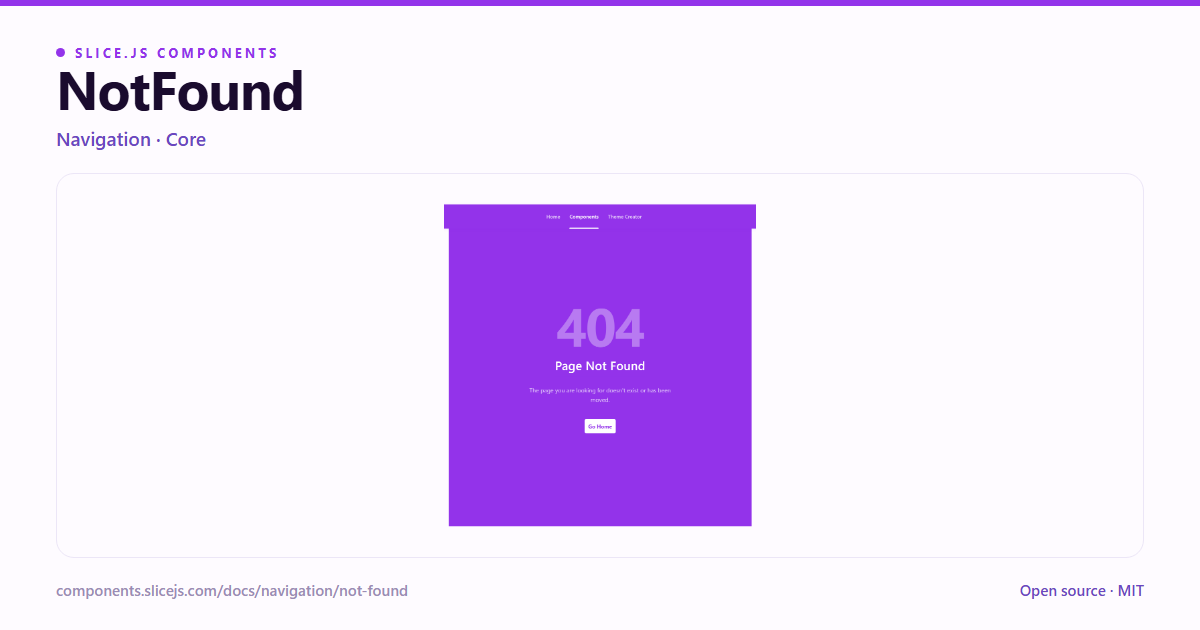 SLICE.JS COMPONENTS
NotFound
Navigation · Core
Home Components Theme Creator
404
Page Not Found
The page you are looking for doesn't exist or has been
moved.
Go Home
components.slicejs.com/docs/navigation/not-found
Open source · MIT